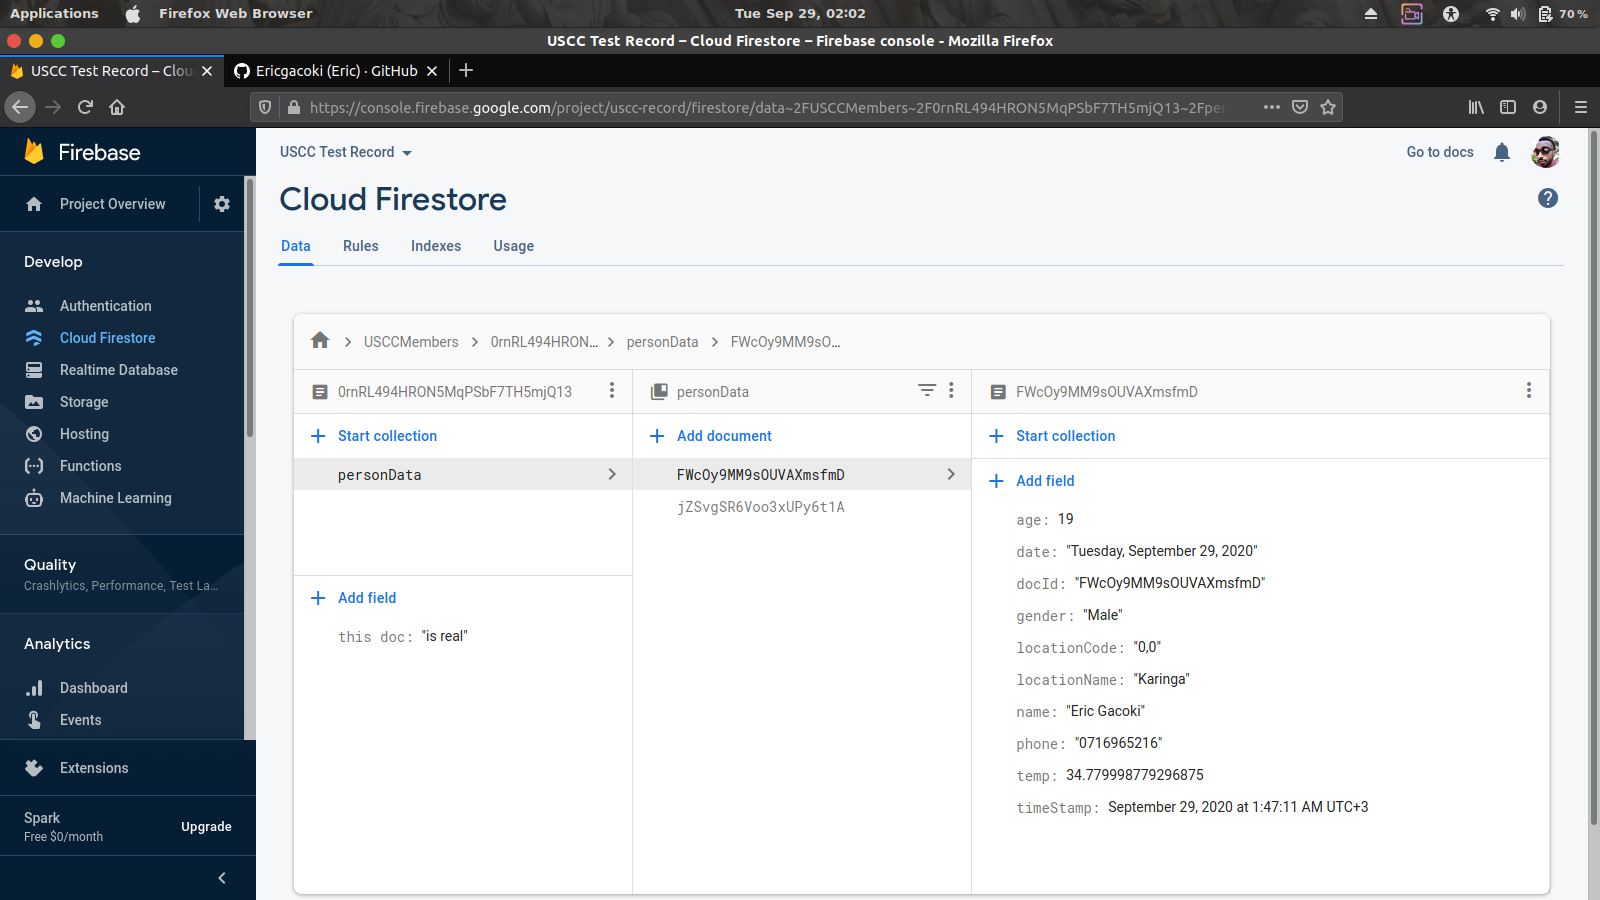 Applications Firefox Web Browser Tue Sep 29, 02:02 70 %
USCC Test Record – Cloud Firestore – Firebase console - Mozilla Firefox
USCC Test Record – Clou Ericgacoki (Eric) · GitHub
https://console.firebase.google.com/project/uscc-record/firestore/data~2FUSCCMembers~2F0rnRL494HRON5MqPSbF7TH5mjQ13~2Fper
Firebase
Project Overview
Develop
Authentication
Cloud Firestore
Realtime Database
Storage
Hosting
Functions
Machine Learning
Quality
Crashlytics, Performance, Test La...
Analytics
Dashboard
Events
Extensions
Spark
Free $0/month
Upgrade
USCC Test Record
Go to docs
Cloud Firestore
Data Rules Indexes Usage
USCCMembers 0rnRL494HRON... personData FWcOy9MM9sO...
0rnRL494HRON5MqPSbF7TH5mjQ13
Start collection
personData
Add field
this doc: "is real"
personData
Add document
FWcOy9MM9sOUVAXmsfmD
jZSvgSR6Voo3xUPy6t1A
FWcOy9MM9sOUVAXmsfmD
Start collection
Add field
age: 19
date: "Tuesday, September 29, 2020"
docId: "FWcOy9MM9sOUVAXmsfmD"
gender: "Male"
locationCode: "0,0"
locationName: "Karinga"
name: "Eric Gacoki"
phone: "0716965216"
temp: 34.779998779296875
timeStamp: September 29, 2020 at 1:47:11 AM UTC+3